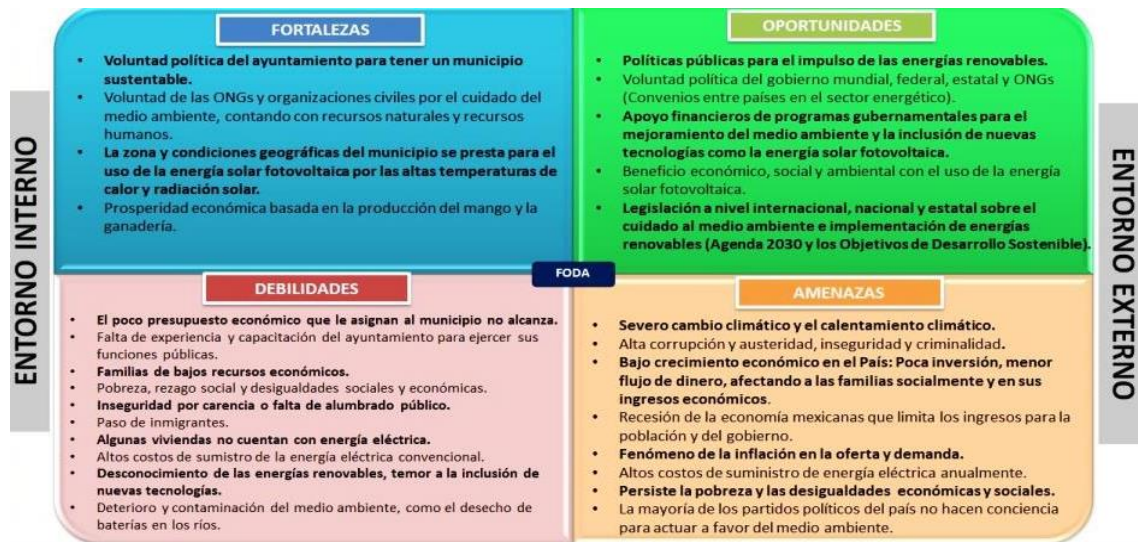 ENTORNO INTERNO
FORTALEZAS
• Voluntad política del ayuntamiento para tener un municipio
sustentable.
• Voluntad de las ONGs y organizaciones civiles por el cuidado del
medio ambiente, contando con recursos naturales y recursos
humanos.
• La zona y condiciones geográficas del municipio se presta para el
uso de la energía solar fotovoltaica por las altas temperaturas de
calor y radiación solar.
• Prosperidad económica basada en la producción del mango y la
ganadería.
OPORTUNIDADES
• Políticas públicas para el impulso de las energías renovables.
• Voluntad política del gobierno mundial, federal, estatal y ONGs
(Convenios entre países en el sector energético).
• Apoyo financieros de programas gubernamentales para el
mejoramiento del medio ambiente y la inclusión de nuevas
tecnologías como la energía solar fotovoltaica.
• Beneficio económico, social y ambiental con el uso de la energía
solar fotovoltaica.
• Legislación a nivel internacional, nacional y estatal sobre el
cuidado al medio ambiente e implementación de energías
renovables (Agenda 2030 y los Objetivos de Desarrollo Sostenible).
FODA
DEBILIDADES
• El poco presupuesto económico que le asignan al municipio no alcanza.
• Falta de experiencia y capacitación del ayuntamiento para ejercer sus
funciones públicas.
• Familias de bajos recursos económicos.
• Pobreza, rezago social y desigualdades sociales y económicas.
• Inseguridad por carencia o falta de alumbrado público.
• Paso de inmigrantes.
• Algunas viviendas no cuentan con energía eléctrica.
• Altos costos de sumistro de la energía eléctrica convencional.
• Desconocimiento de las energías renovables, temor a la inclusión de
nuevas tecnologías.
• Deterioro y contaminación del medio ambiente, como el desecho de
baterías en los ríos.
AMENAZAS
• Severo cambio climático y el calentamiento climático.
• Alta corrupción y austeridad, inseguridad y criminalidad.
• Bajo crecimiento económico en el País: Poca inversión, menor
flujo de dinero, afectando a las familias socialmente y en sus
ingresos económicos.
• Recesión de la economía mexicanas que limita los ingresos para la
población y del gobierno.
• Fenómeno de la inflación en la oferta y demanda.
• Altos costos de suministro de energía eléctrica anualmente.
• Persiste la pobreza y las desigualdades económicas y sociales.
• La mayoría de los partidos políticos del país no hacen conciencia
para actuar a favor del medio ambiente.
ENTORNO EXTERNO